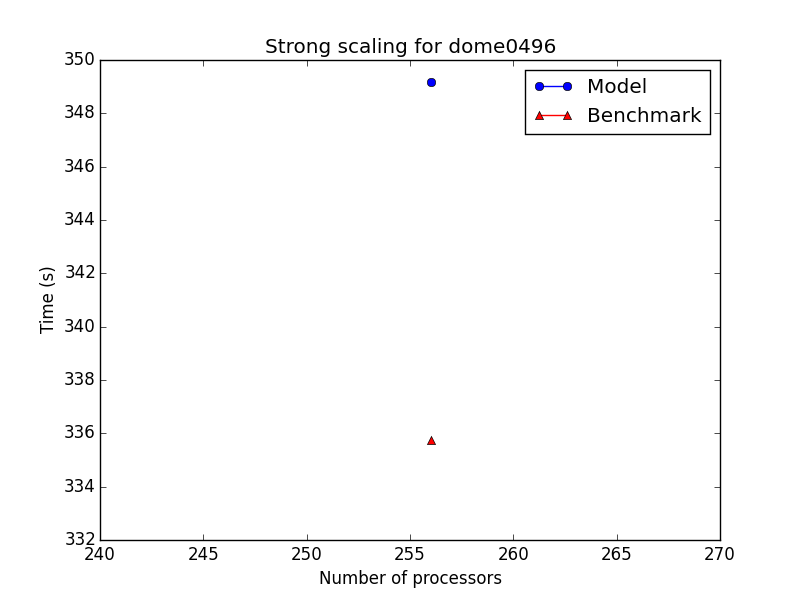 Strong scaling for dome0496
Model
Benchmark
Time (s)
350
348
346
344
342
340
338
336
334
332
240 245 250 255 260 265 270
Number of processors